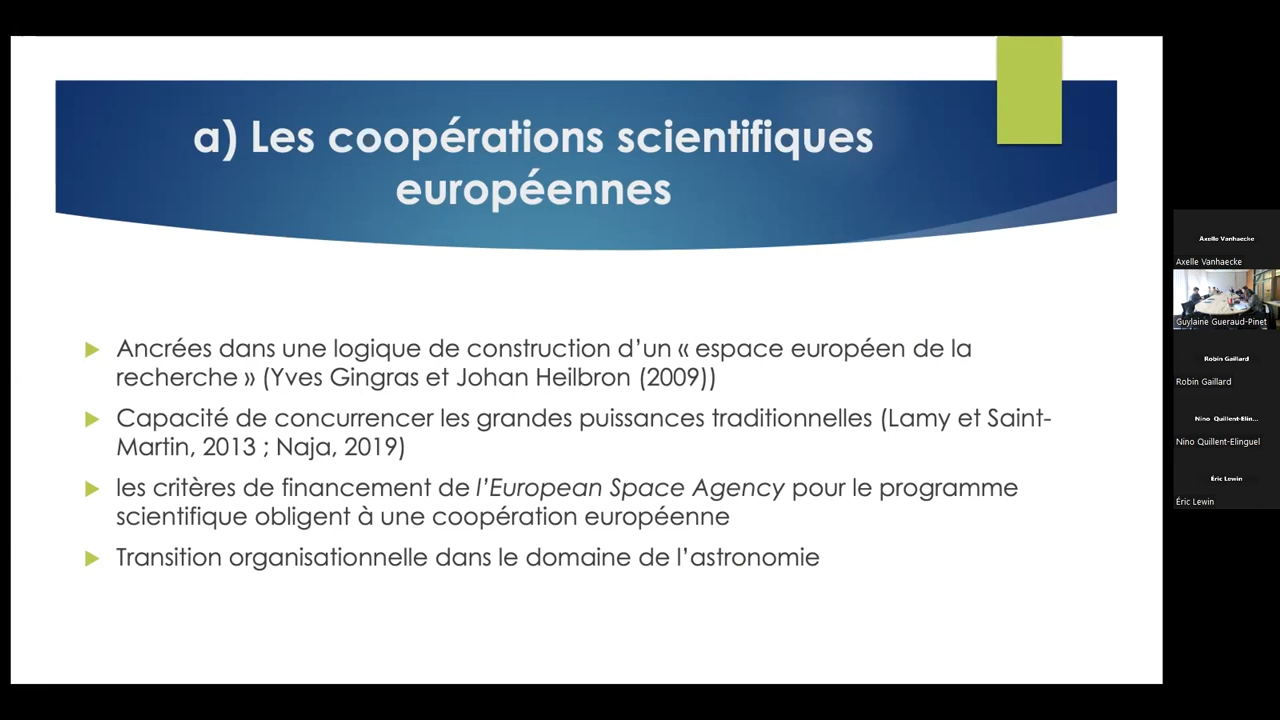 a) Les coopérations scientifiques
européennes
Ancrées dans une logique de construction d’un « espace européen de la
recherche » (Yves Gingras et Johan Heilbron (2009))
Capacité de concurrencer les grandes puissances traditionnelles (Lamy et Saint-
Martin, 2013 ; Naja, 2019)
les critères de financement de l’European Space Agency pour le programme
scientifique obligent à une coopération européenne
Transition organisationnelle dans le domaine de l’astronomie
Axelle Vanhaecke
Axelle Vanhaecke
Guylaine Gueraud-Pinet
Robin Gaillard
Robin Gaillard
Nino Quillent-Elin...
Nino Quillent-Elinguel
Éric Lewin
Éric Lewin